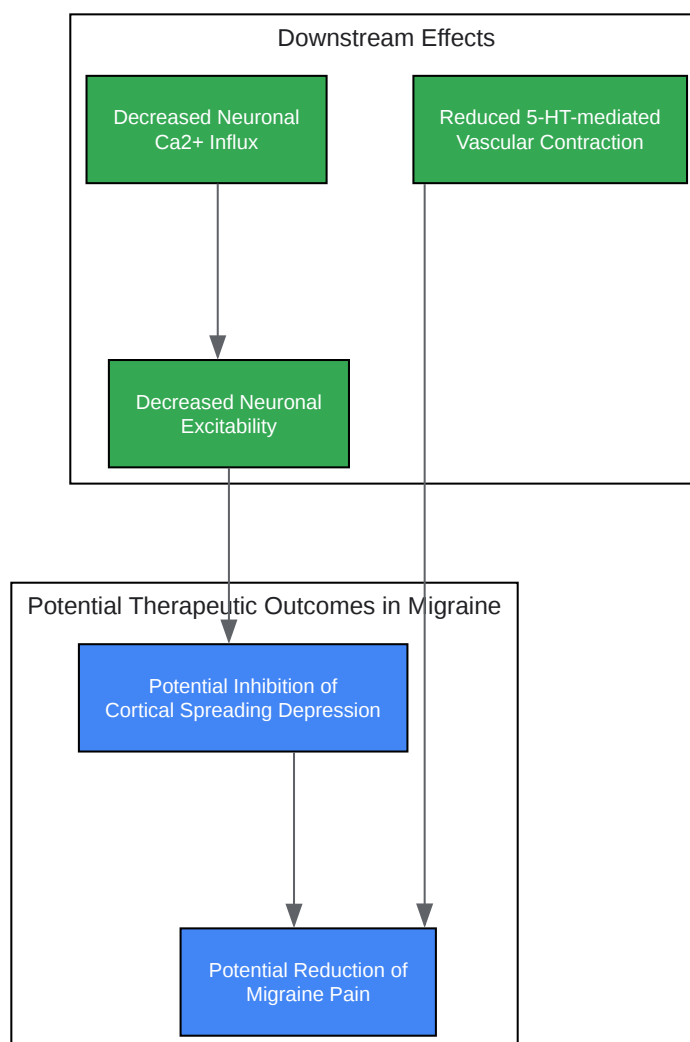 Downstream Effects
Decreased Neuronal
Ca2+ Influx
Reduced 5-HT-mediated
Vascular Contraction
Decreased Neuronal
Excitability
Potential Therapeutic Outcomes in Migraine
Potential Inhibition of
Cortical Spreading Depression
Potential Reduction of
Migraine Pain